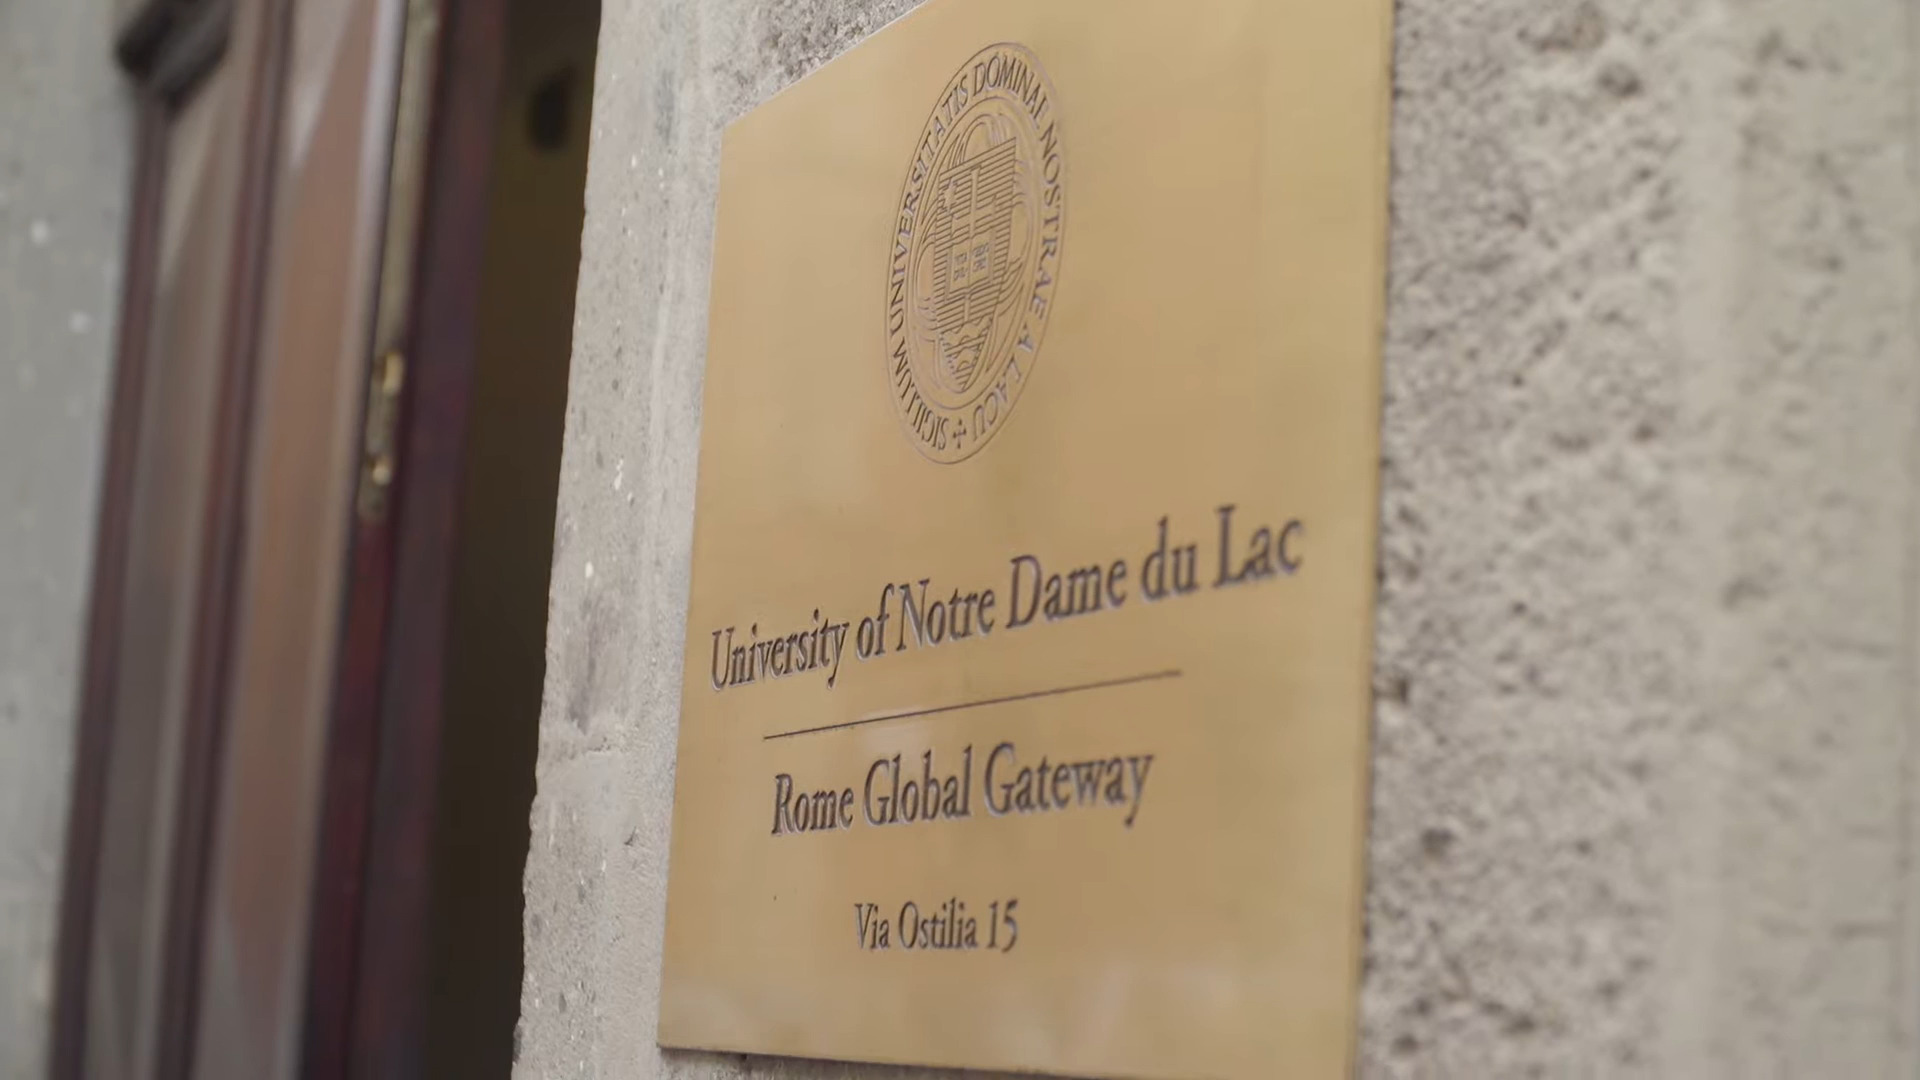 SIGILLUM UNIVERSITATIS DOMINAE NOSTRAE A LACU
University of Notre Dame du Lac
Rome Global Gateway
Via Ostilia 15